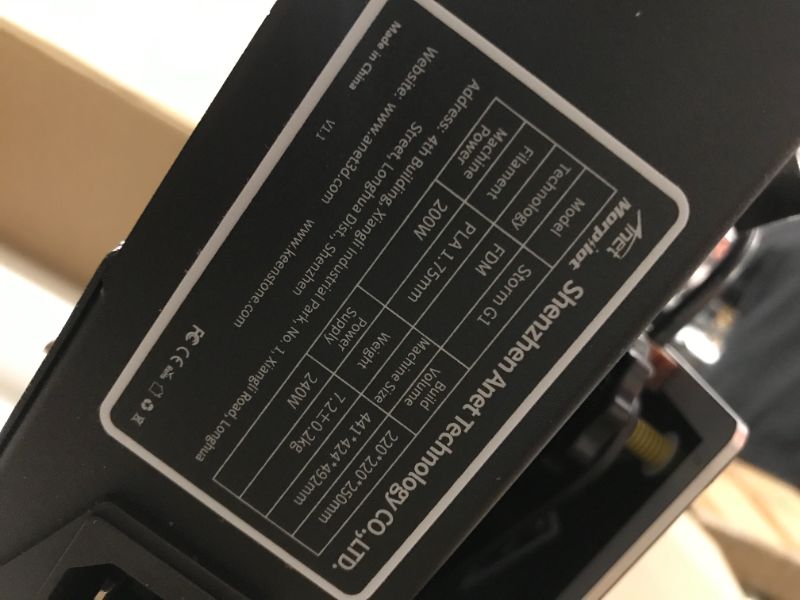 Anet
Morpilot
Shenzhen Anet Technology CO.,LTD.
Model Storm G1 Build Volume 220*220*250mm
Technology FDM Machine Size 441*424*492mm
Filament PLA 1.75mm Weight 7.2±0.2kg
Machine Power 200W Power Supply 240W
Address: 4th Building, Xiangli Industrial Park, No. 1 Xiangli Road, Longhua
Street, Longhua Dist., Shenzhen
Website: www.anet3d.com www.keenstone.com
V1.1
Made in China
FC CE